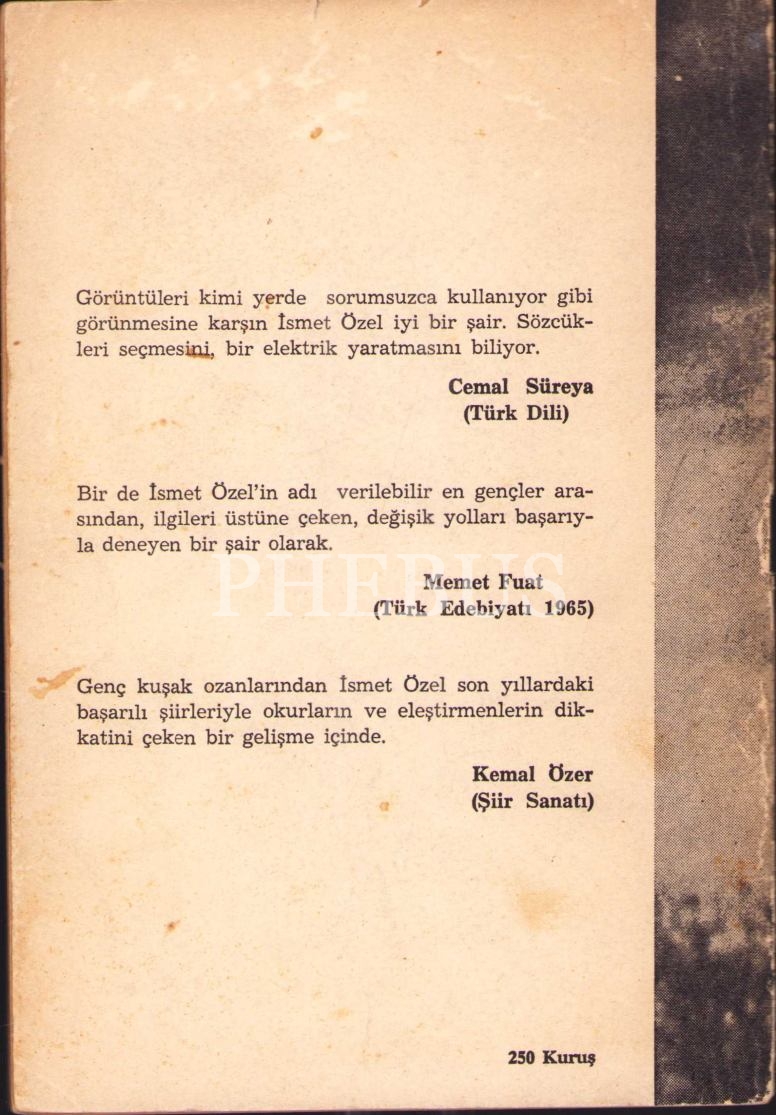 Görüntüleri kimi yerde sorumsuzca kullanıyor gibi
görünmesine karşın İsmet Özel iyi bir şair. Sözcük-
leri seçmesini, bir elektrik yaratmasını biliyor.
Cemal Süreya
(Türk Dili)
Bir de İsmet Özel'in adı verilebilir en gençler ara-
sından, ilgileri üstüne çeken, değişik yolları başarıy-
la deneyen bir şair olarak.
PHEBUS
Memet Fuat
(Türk Edebiyatı 1965)
Genç kuşak ozanlarından İsmet Özel son yıllardaki
başarılı şiirleriyle okurların ve eleştirmenlerin dik-
katini çeken bir gelişme içinde.
Kemal Özer
(Şiir Sanatı)
250 Kuruş